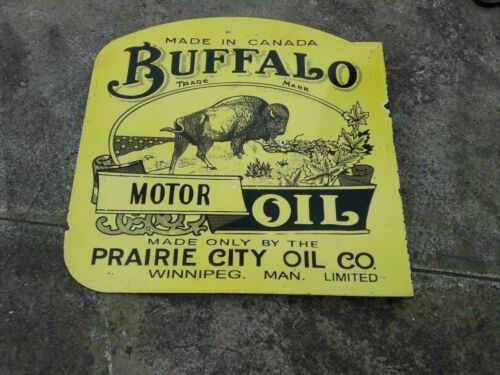 MADE IN CANADA
BUFFALO
TRADE MARK
MOTOR OIL
MADE ONLY BY THE
PRAIRIE CITY OIL CO.
WINNIPEG. MAN. LIMITED